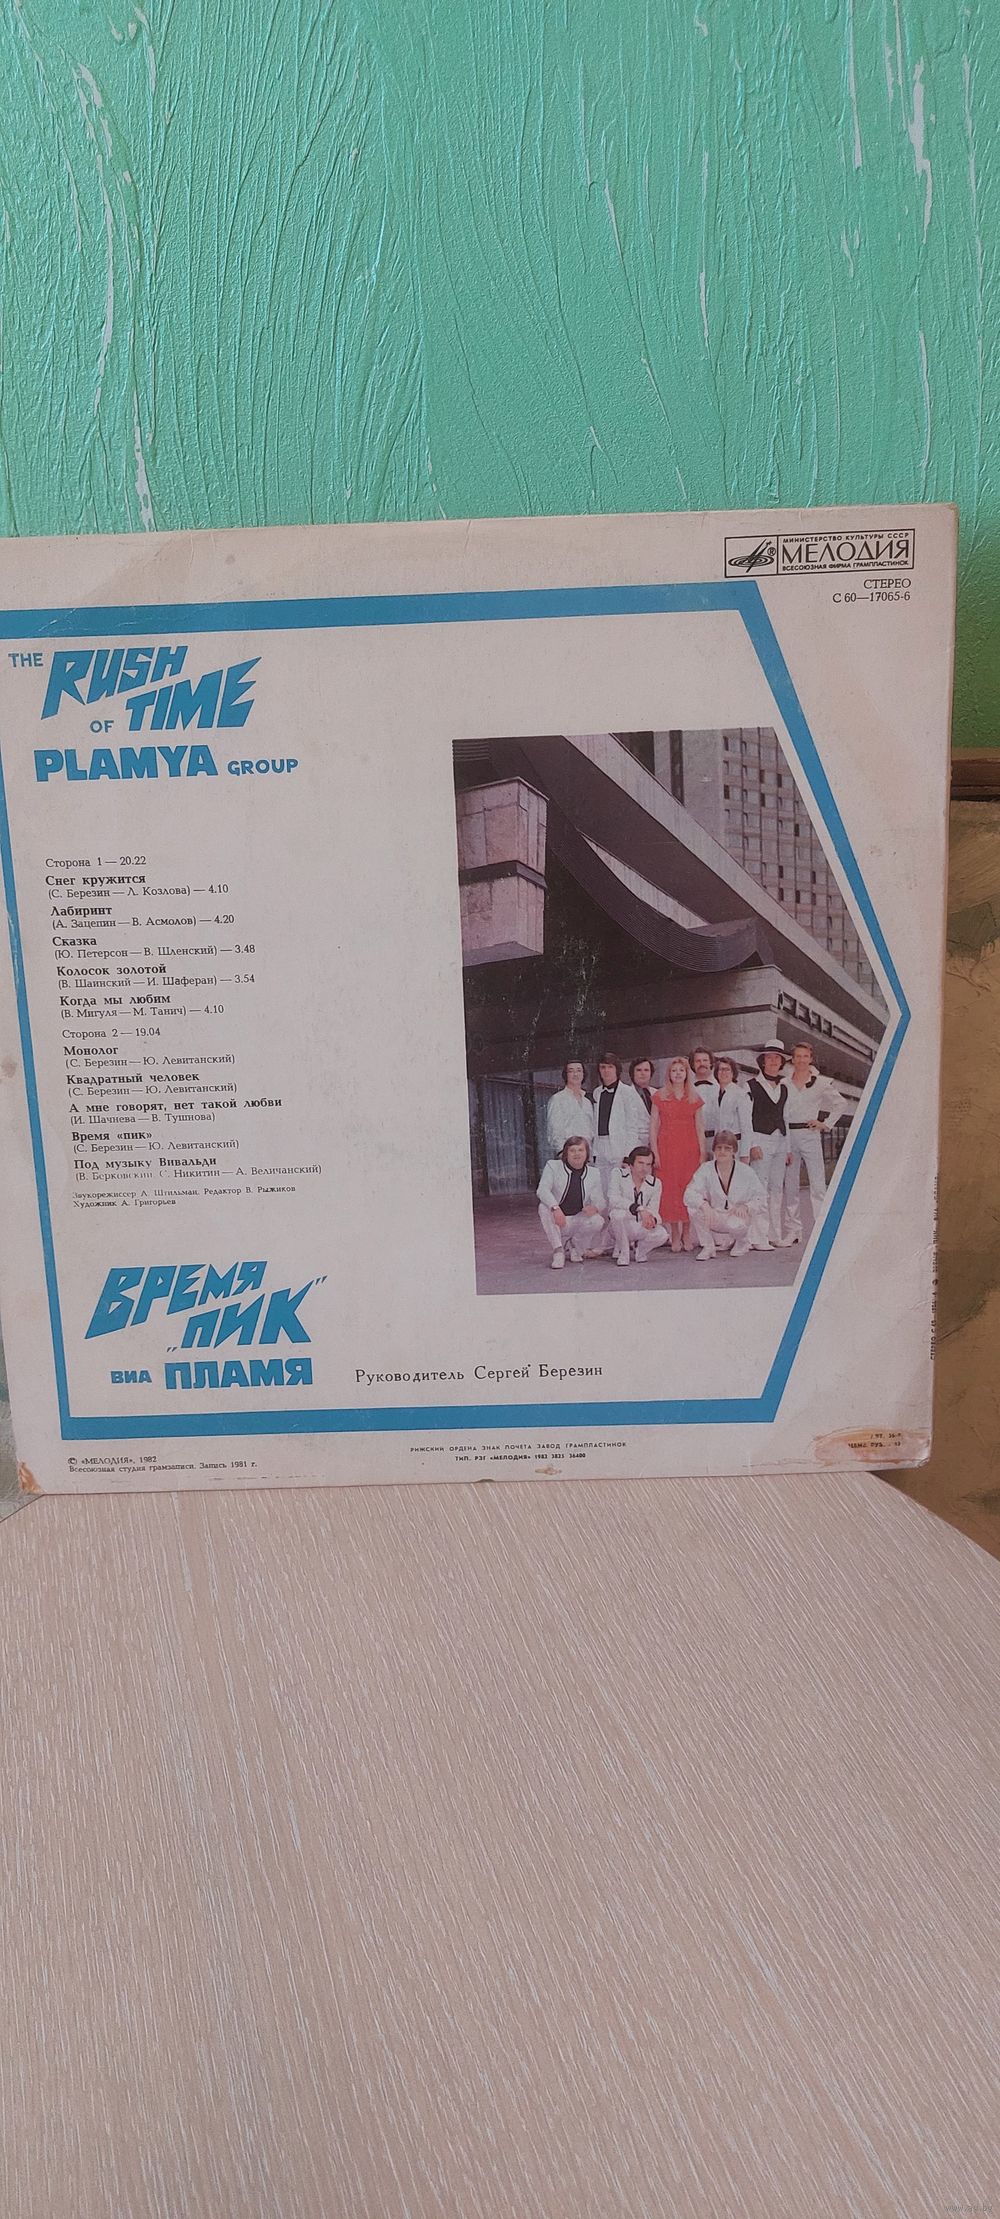 МИНИСТЕРСТВО КУЛЬТУРЫ СССР
МЕЛОДИЯ
ВСЕСОЮЗНАЯ ФИРМА ГРАМПЛАСТИНОК
СТЕРЕО
С 60—17065-6
THE RUSH
OF TIME
PLAMYA GROUP
Сторона 1 — 20.22
Снег кружится
(С. Березин — Л. Козлова) — 4.10
Лабиринт
(А. Зацепин — В. Асмолов) — 4.20
Сказка
(Ю. Петерсон — В. Шленский) — 3.48
Колосок золотой
(В. Шаинский — И. Шаферан) — 3.54
Когда мы любим
(В. Мигуля — М. Танич) — 4.10
Сторона 2 — 19.04
Монолог
(С. Березин — Ю. Левитанский)
Квадратный человек
(С. Березин — Ю. Левитанский)
А мне говорят, нет такой любви
(И. Шачнева — В. Тушнова)
Время «пик»
(С. Березин — Ю. Левитанский)
Под музыку Вивальди
(В. Берковский, С. Никитин — А. Величанский)
Звукорежиссер Л. Штильман. Редактор В. Рыжиков
Художник А. Григорьев
ВРЕМЯ
„ПИК”
ВИА ПЛАМЯ
Руководитель Сергей Березин
РИЖСКИЙ ОРДЕНА ЗНАК ПОЧЕТА ЗАВОД ГРАМПЛАСТИНОК
ТИП. РЗГ «МЕЛОДИЯ» 1982 3825 36400
© «МЕЛОДИЯ», 1982
Всесоюзная студия грамзаписи. Запись 1981 г.